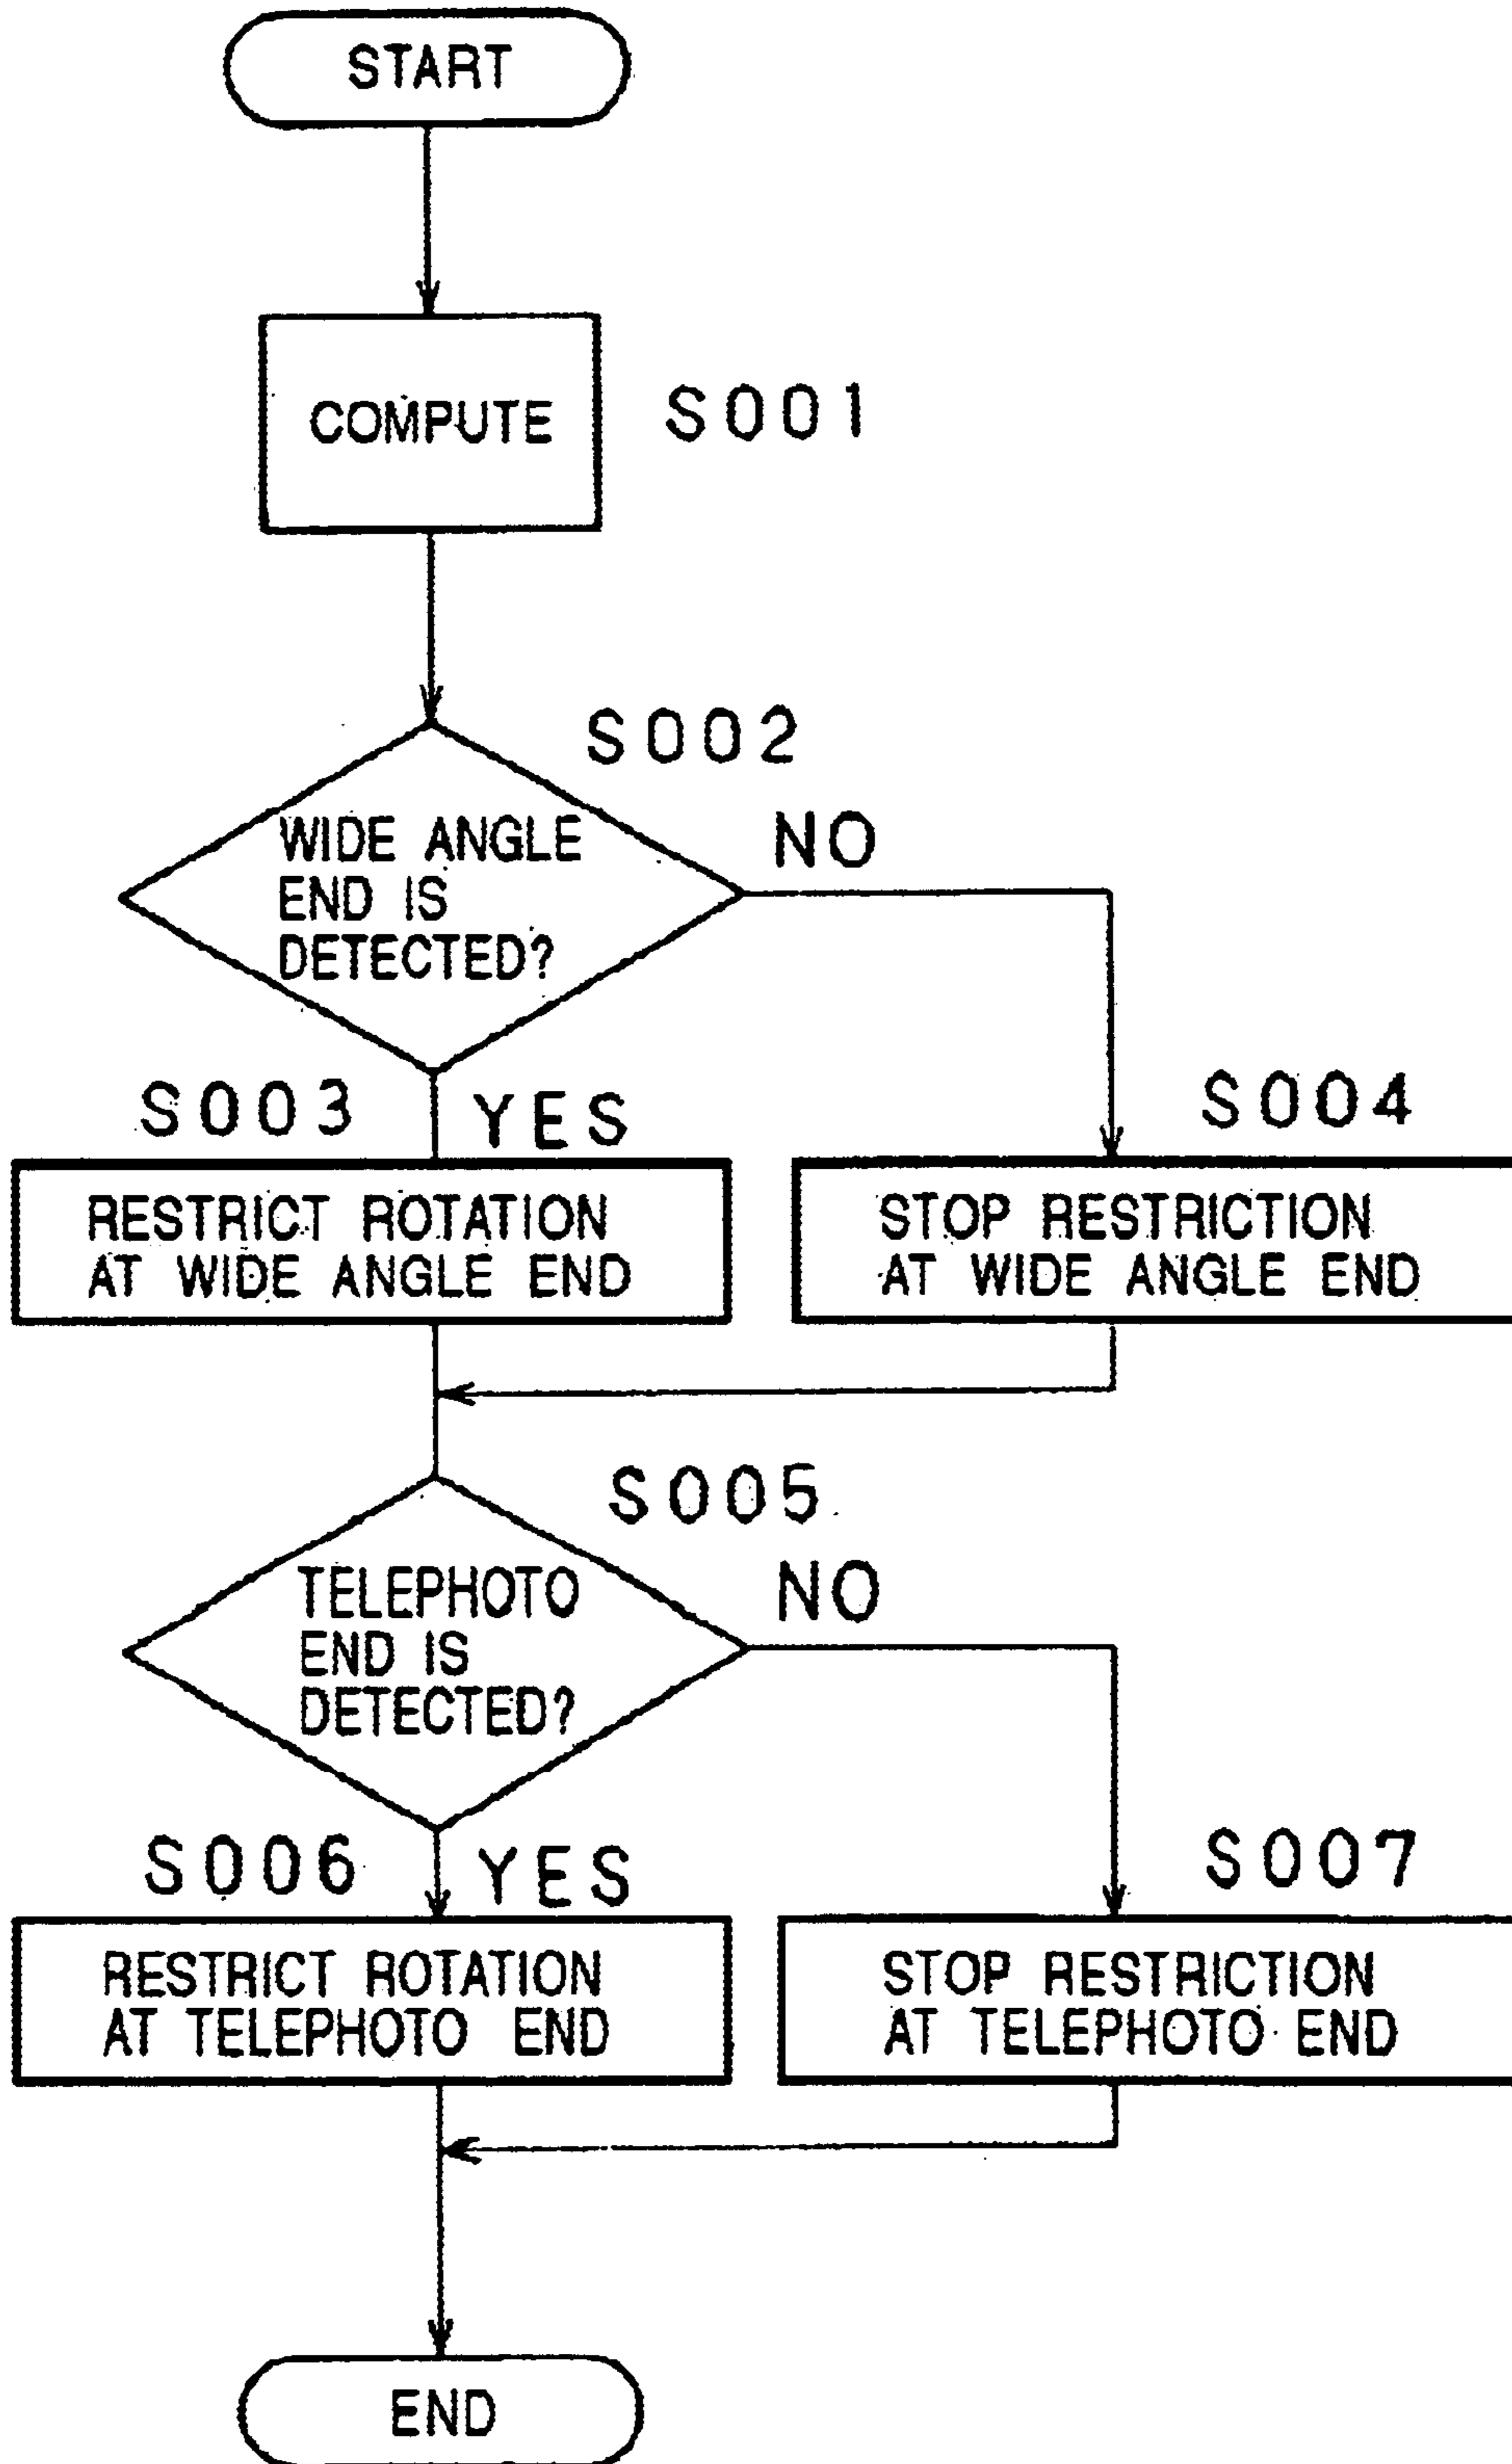 START
COMPUTE
S001
S002
WIDE ANGLE
END IS
DETECTED?
NO
S003
YES
S004
RESTRICT ROTATION
AT WIDE ANGLE END
STOP RESTRICTION
AT WIDE ANGLE END
S005
TELEPHOTO
END IS
DETECTED?
NO
S006
YES
S007
RESTRICT ROTATION
AT TELEPHOTO END
STOP RESTRICTION
AT TELEPHOTO END
END